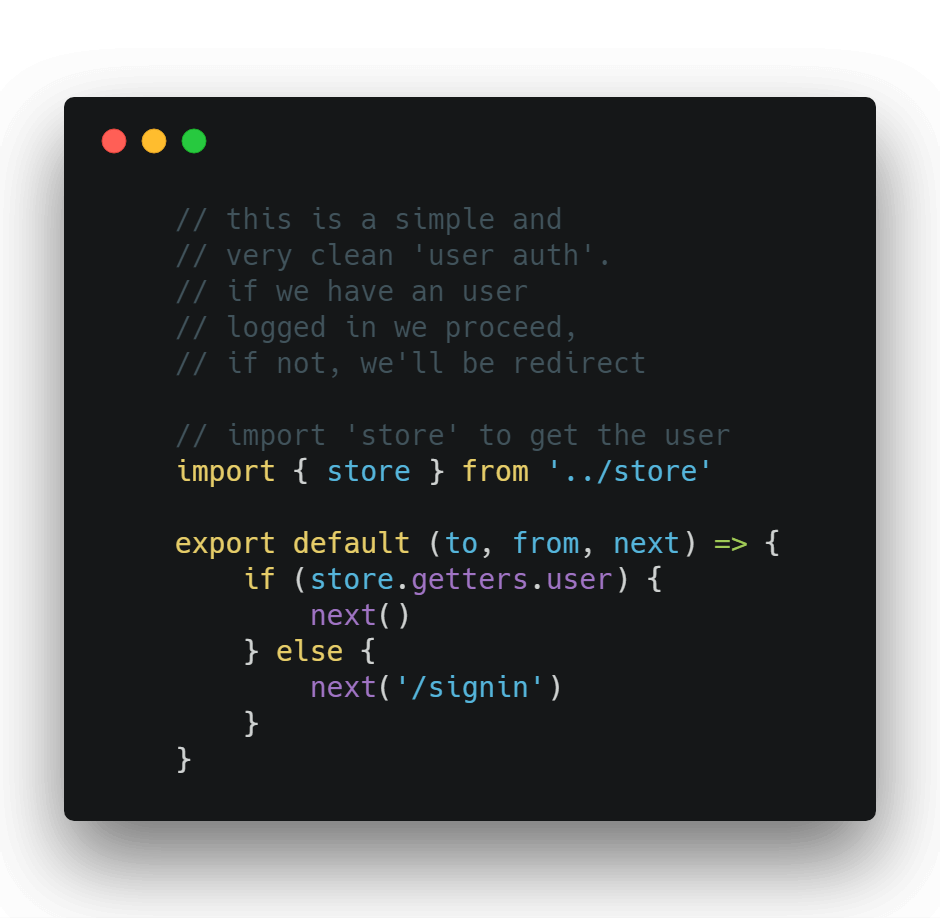 // this is a simple and
// very clean 'user auth'.
// if we have an user
// logged in we proceed,
// if not, we'll be redirect

// import 'store' to get the user
import { store } from '../store'

export default (to, from, next) => {
    if (store.getters.user) {
        next()
    } else {
        next('/signin')
    }
}